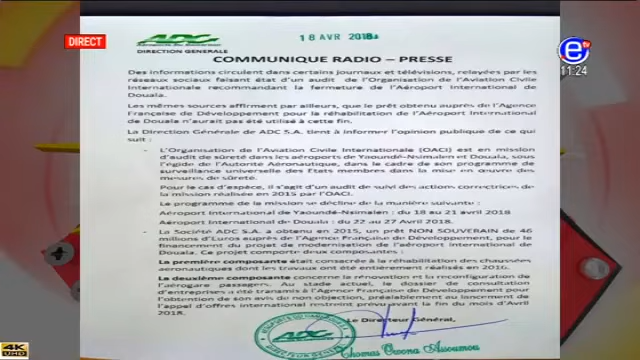 DIRECT
ADC
Aéroports du Cameroun
DIRECTION GENERALE
18 AVR 2018
é
11:24
COMMUNIQUE RADIO – PRESSE
Des informations circulent dans certains journaux et télévisions, relayées par les
réseaux sociaux faisant état d'un audit de l'Organisation de l'Aviation Civile
Internationale recommandant la fermeture de l'Aéroport International de
Douala.
Les mêmes sources affirment par ailleurs, que le prêt obtenu auprès de l'Agence
Française de Développement pour la réhabilitation de l'Aéroport International
de Douala n'aurait pas été utilisé à cette fin.
La Direction Générale de ADC S.A. tient à informer l'opinion publique de ce qui
suit :
- L'Organisation de l'Aviation Civile Internationale (OACI) est en mission
d'audit de sûreté dans les aéroports de Yaoundé-Nsimalen et Douala, sous
l'égide de l'Autorité Aéronautique, dans le cadre de son programme de
surveillance universelle des Etats membres dans la mise en œuvre des
mesures de sûreté.
Pour le cas d'espèce, il s'agit d'un audit de suivi des actions correctrices de
la mission réalisée en 2015 par l'OACI.
Le programme de la mission se décline de la manière suivante :
Aéroport International de Yaoundé-Nsimalen : du 18 au 21 avril 2018
Aéroport International de Douala : du 22 au 27 Avril 2018.
- La Société ADC S.A a obtenu en 2015, un prêt NON SOUVERAIN de 46
millions d'Euros auprès de l'Agence Française de Développement, pour le
financement du projet de modernisation de l'aéroport International de
Douala. Ce projet comporte deux composantes :
La première composante était consacrée à la réhabilitation des chaussées
aéronautiques dont les travaux ont été entièrement réalisés en 2016.
La deuxième composante concerne la rénovation et la reconfiguration de
l'aérogare passagers. Au stade actuel, le dossier de consultation
d'entreprises a été transmis à l'Agence Française de Développement pour
l'obtention de son avis de non objection, préalablement au lancement de
l'appel d'offres international restreint prévu avant la fin du mois d'Avril
2018.
Le Directeur Général,
ADC
Thomas Owona Assoumou
4K
UHD